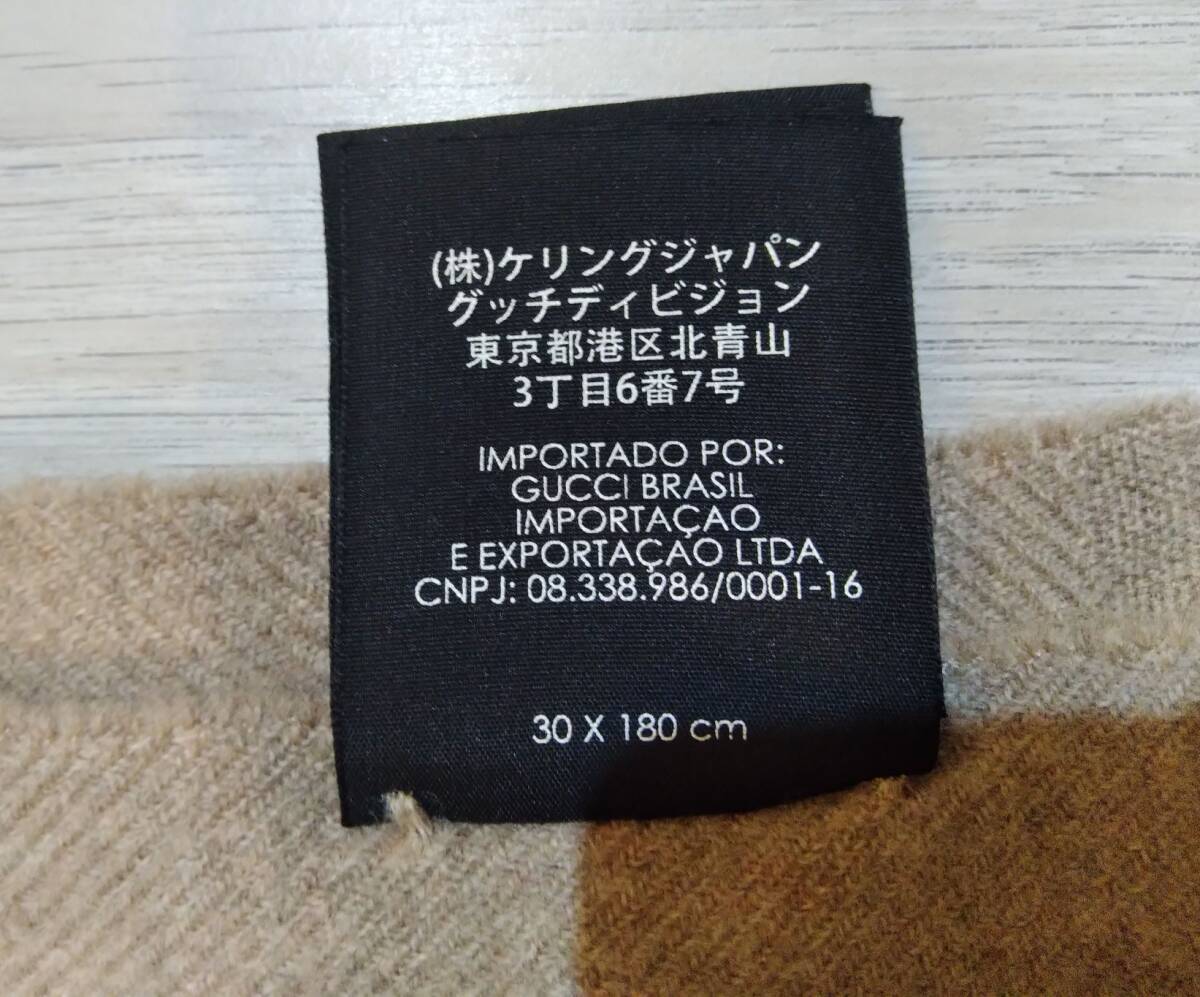 (株)ケリングジャパン
グッチディビジョン
東京都港区北青山
3丁目6番7号
IMPORTADO POR:
GUCCI BRASIL
IMPORTAÇAO
E EXPORTAÇAO LTDA
CNPJ: 08.338.986/0001-16
30 X 180 cm